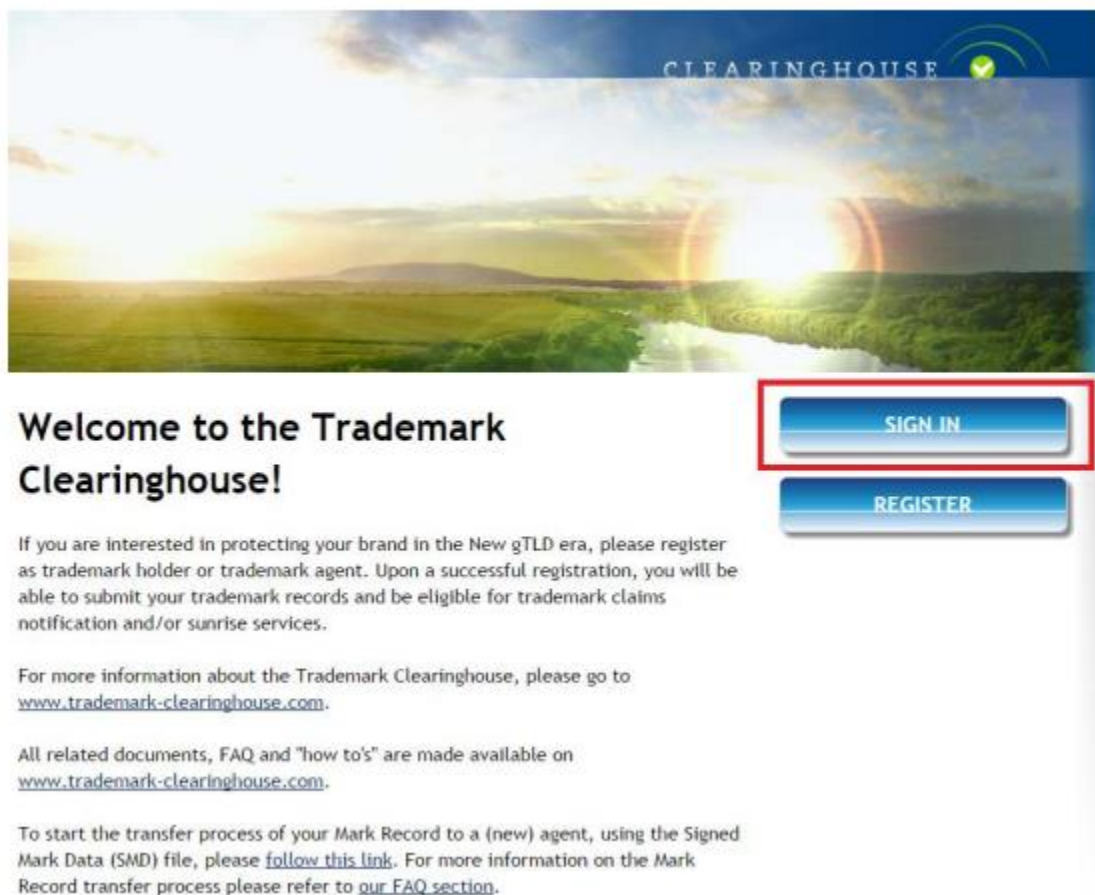 CLEARINGHOUSE
Welcome to the Trademark
Clearinghouse!
SIGN IN
REGISTER
If you are interested in protecting your brand in the New gTLD era, please register
as trademark holder or trademark agent. Upon a successful registration, you will be
able to submit your trademark records and be eligible for trademark claims
notification and/or sunrise services.
For more information about the Trademark Clearinghouse, please go to
www.trademark-clearinghouse.com.
All related documents, FAQ and "how to's" are made available on
www.trademark-clearinghouse.com.
To start the transfer process of your Mark Record to a (new) agent, using the Signed
Mark Data (SMD) file, please follow this link. For more information on the Mark
Record transfer process please refer to our FAQ section.